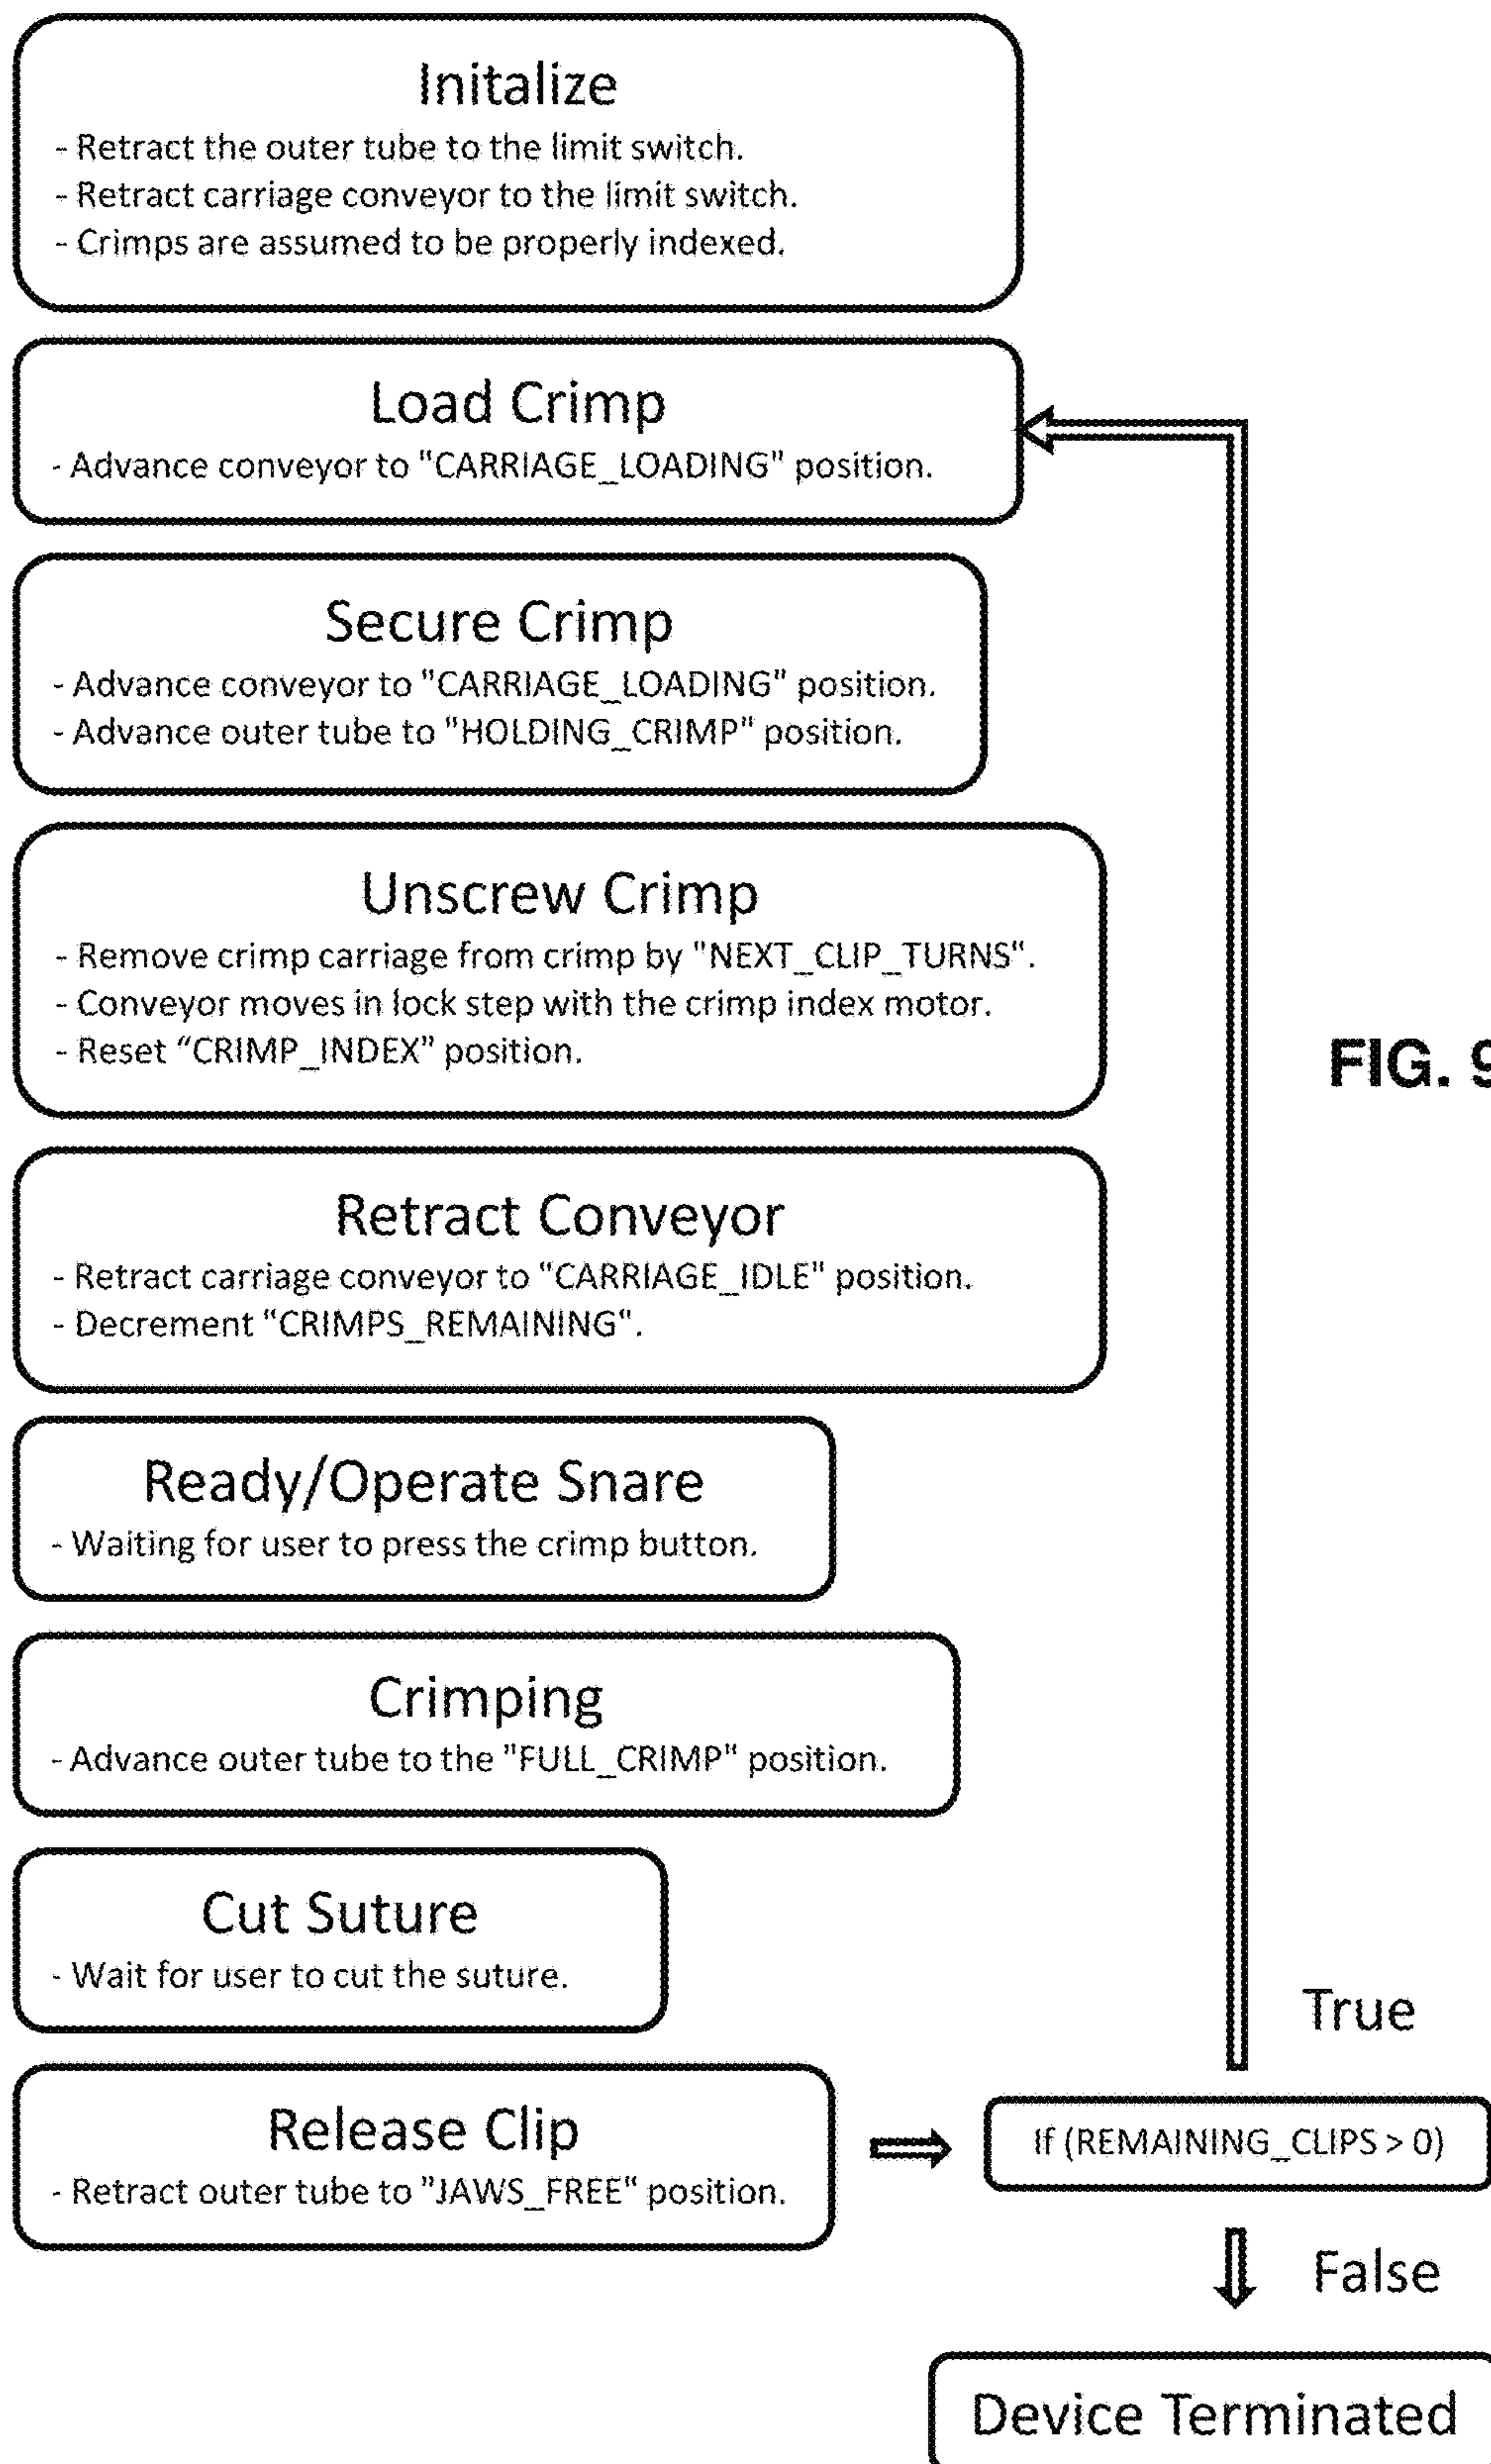 Initalize
- Retract the outer tube to the limit switch.
- Retract carriage conveyor to the limit switch.
- Crimps are assumed to be properly indexed.
Load Crimp
- Advance conveyor to "CARRIAGE_LOADING" position.
Secure Crimp
- Advance conveyor to "CARRIAGE_LOADING" position.
- Advance outer tube to "HOLDING_CRIMP" position.
Unscrew Crimp
- Remove crimp carriage from crimp by "NEXT_CLIP_TURNS".
- Conveyor moves in lock step with the crimp index motor.
- Reset “CRIMP_INDEX” position.
FIG. 9
Retract Conveyor
- Retract carriage conveyor to "CARRIAGE_IDLE" position.
- Decrement "CRIMPS_REMAINING".
Ready/Operate Snare
- Waiting for user to press the crimp button.
Crimping
- Advance outer tube to the "FULL_CRIMP" position.
Cut Suture
- Wait for user to cut the suture.
True
Release Clip
- Retract outer tube to "JAWS_FREE" position.
If (REMAINING_CLIPS > 0)
False
Device Terminated